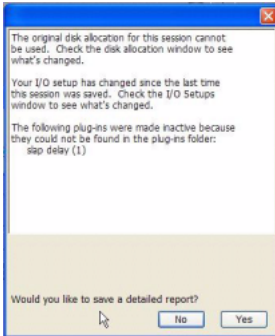 The original disk allocation for this session cannot
be used. Check the disk allocation window to see
what's changed.
Your I/O setup has changed since the last time
this session was saved. Check the I/O Setups
window to see what's changed.
The following plug-ins were made inactive because
they could not be found in the plug-ins folder:
slap delay (1)
Would you like to save a detailed report?
No Yes